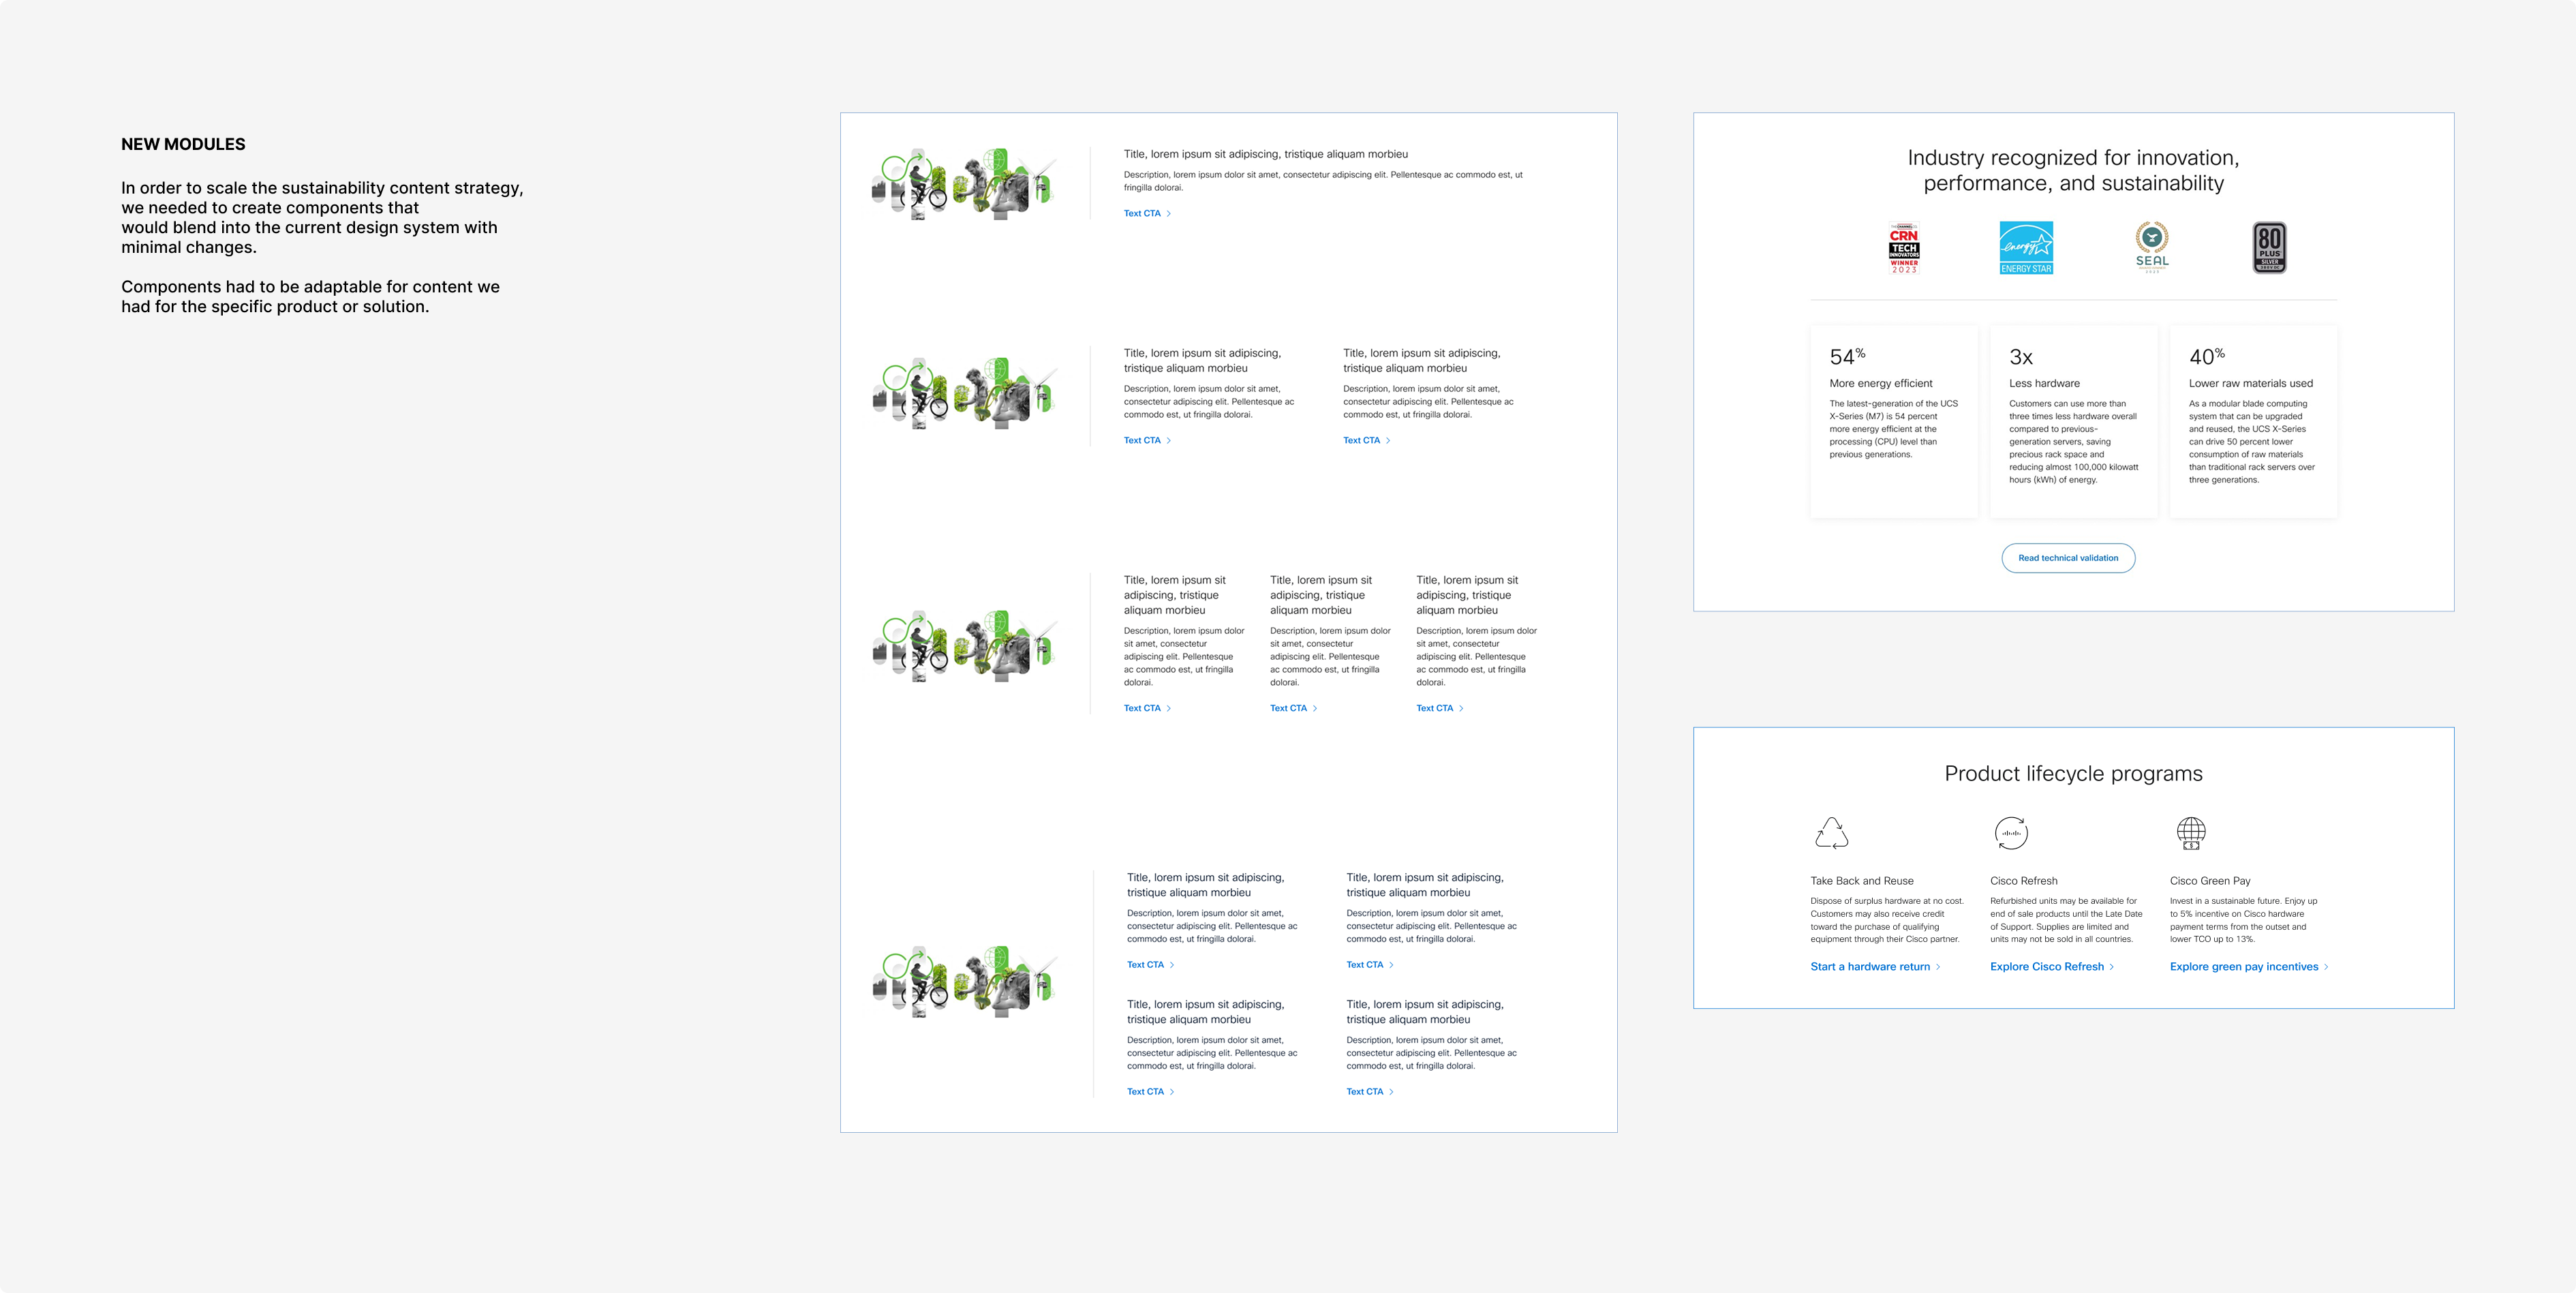 NEW MODULES
In order to scale the sustainability content strategy,
we needed to create components that
would blend into the current design system with
minimal changes.
Components had to be adaptable for content we
had for the specific product or solution.
Title, lorem ipsum sit adipiscing, tristique aliquam morbieu
Description, lorem ipsum dolor sit amet, consectetur adipiscing elit. Pellentesque ac commodo est, ut
fringilla dolorai.
Text CTA
Title, lorem ipsum sit adipiscing,
tristique aliquam morbieu
Description, lorem ipsum dolor sit amet,
consectetur adipiscing elit. Pellentesque ac
commodo est, ut fringilla dolorai.
Text CTA
Title, lorem ipsum sit adipiscing,
tristique aliquam morbieu
Description, lorem ipsum dolor sit amet,
consectetur adipiscing elit. Pellentesque ac
commodo est, ut fringilla dolorai.
Text CTA
Title, lorem ipsum sit
adipiscing, tristique
aliquam morbieu
Description, lorem ipsum dolor
sit amet, consectetur
adipiscing elit. Pellentesque
ac commodo est, ut fringilla
dolorai.
Text CTA
Title, lorem ipsum sit
adipiscing, tristique
aliquam morbieu
Description, lorem ipsum dolor
sit amet, consectetur
adipiscing elit. Pellentesque
ac commodo est, ut fringilla
dolorai.
Text CTA
Title, lorem ipsum sit
adipiscing, tristique
aliquam morbieu
Description, lorem ipsum dolor
sit amet, consectetur
adipiscing elit. Pellentesque
ac commodo est, ut fringilla
dolorai.
Text CTA
Title, lorem ipsum sit adipiscing,
tristique aliquam morbieu
Description, lorem ipsum dolor sit amet,
consectetur adipiscing elit. Pellentesque ac
commodo est, ut fringilla dolorai.
Text CTA
Title, lorem ipsum sit adipiscing,
tristique aliquam morbieu
Description, lorem ipsum dolor sit amet,
consectetur adipiscing elit. Pellentesque ac
commodo est, ut fringilla dolorai.
Text CTA
Title, lorem ipsum sit adipiscing,
tristique aliquam morbieu
Description, lorem ipsum dolor sit amet,
consectetur adipiscing elit. Pellentesque ac
commodo est, ut fringilla dolorai.
Text CTA
Title, lorem ipsum sit adipiscing,
tristique aliquam morbieu
Description, lorem ipsum dolor sit amet,
consectetur adipiscing elit. Pellentesque ac
commodo est, ut fringilla dolorai.
Text CTA
Industry recognized for innovation,
performance, and sustainability
CRN
TECH
INNOVATORS
WINNER
2023
energy
ENERGY STAR
SEAL
2023
80
PLUS
SILVER
54%
More energy efficient
The latest-generation of the UCS
X-Series (M7) is 54 percent
more energy efficient at the
processing (CPU) level than
previous generations.
3x
Less hardware
Customers can use more than
three times less hardware overall
compared to previous-
generation servers, saving
precious rack space and
reducing almost 100,000 kilowatt
hours (kWh) of energy.
40%
Lower raw materials used
As a modular blade computing
system that can be upgraded
and reused, the UCS X-Series
can drive 50 percent lower
consumption of raw materials
than traditional rack servers over
three generations.
Read technical validation
Product lifecycle programs
Take Back and Reuse
Dispose of surplus hardware at no cost.
Customers may also receive credit
toward the purchase of qualifying
equipment through their Cisco partner.
Start a hardware return
Cisco Refresh
Refurbished units may be available for
end of sale products until the Late Date
of Support. Supplies are limited and
units may not be sold in all countries.
Explore Cisco Refresh
Cisco Green Pay
Invest in a sustainable future. Enjoy up
to 5% incentive on Cisco hardware
payment terms from the outset and
lower TCO up to 13%.
Explore green pay incentives